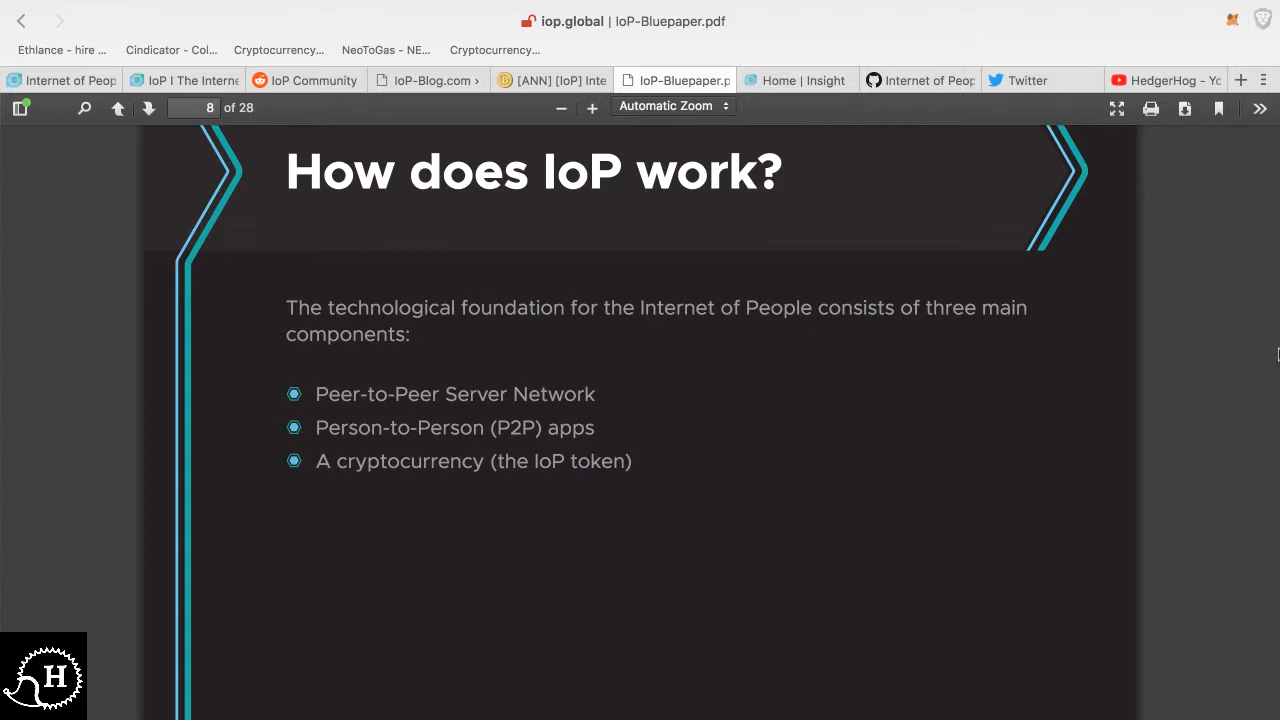 iop.global | IoP-Bluepaper.pdf
Ethlance - hire ... Cindicator - Col... Cryptocurrency... NeoToGas - NE... Cryptocurrency...
Internet of Peop IoP I The Interne IoP Community IoP-Blog.com › [ANN] [IoP] Inte IoP-Bluepaper.p Home | Insight Internet of Peop Twitter HedgerHog - Yo
8 of 28 Automatic Zoom
How does IoP work?
The technological foundation for the Internet of People consists of three main
components:
Peer-to-Peer Server Network
Person-to-Person (P2P) apps
A cryptocurrency (the IoP token)
H